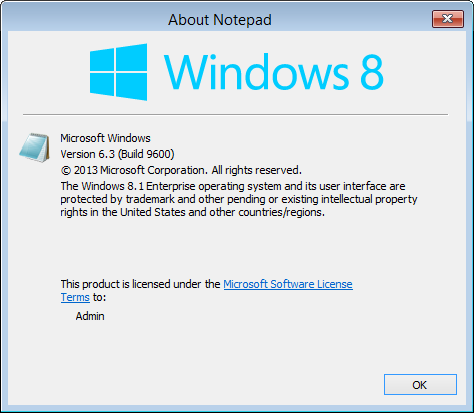 About Notepad
Windows 8
Microsoft Windows
Version 6.3 (Build 9600)
© 2013 Microsoft Corporation. All rights reserved.
The Windows 8.1 Enterprise operating system and its user interface are
protected by trademark and other pending or existing intellectual property
rights in the United States and other countries/regions.
This product is licensed under the Microsoft Software License
Terms to:
Admin
OK